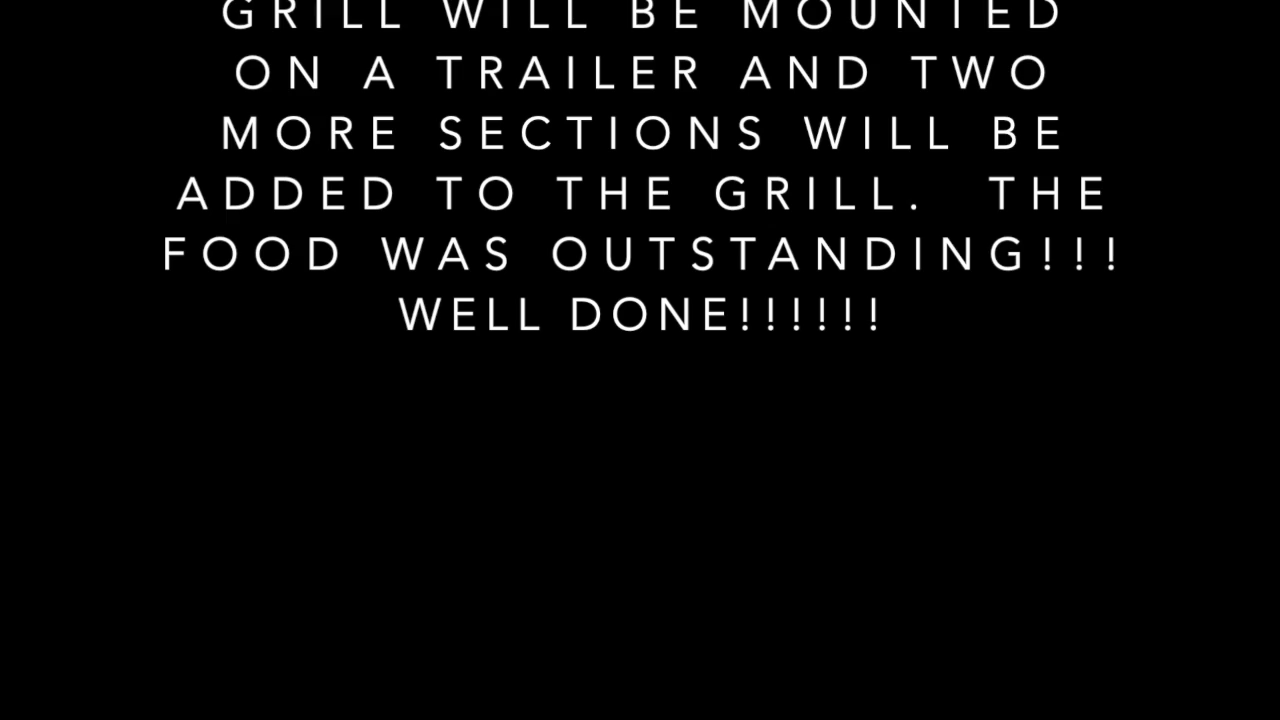 GRILL WILL BE MOUNTED
ON A TRAILER AND TWO
MORE SECTIONS WILL BE
ADDED TO THE GRILL.  THE
FOOD WAS OUTSTANDING!!!
WELL DONE!!!!!!